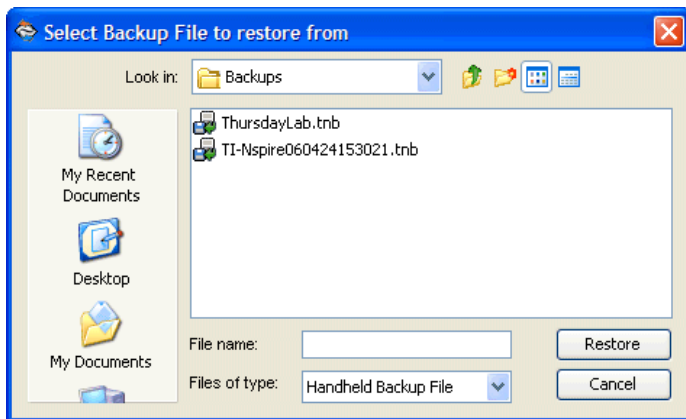 Select Backup File to restore from
Look in: Backups
ThursdayLab.tnb
TI-Nspire060424153021.tnb
My Recent
Documents
Desktop
My Documents
File name: Restore
Files of type: Handheld Backup File Cancel